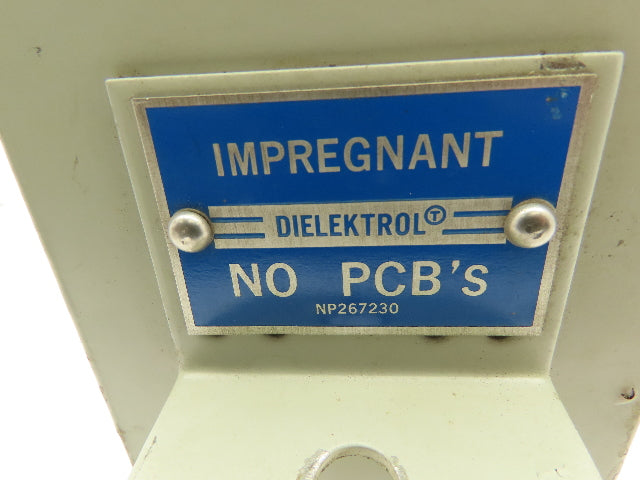 IMPREGNANT
DIELEKTROL Ⓣ
NO PCB's
NP267230